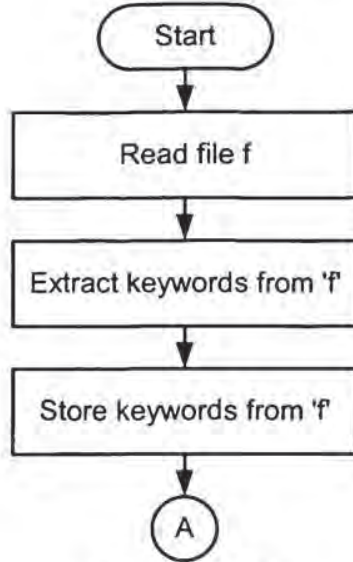 Start
Read file f
Extract keywords from 'f'
Store keywords from 'f'
A